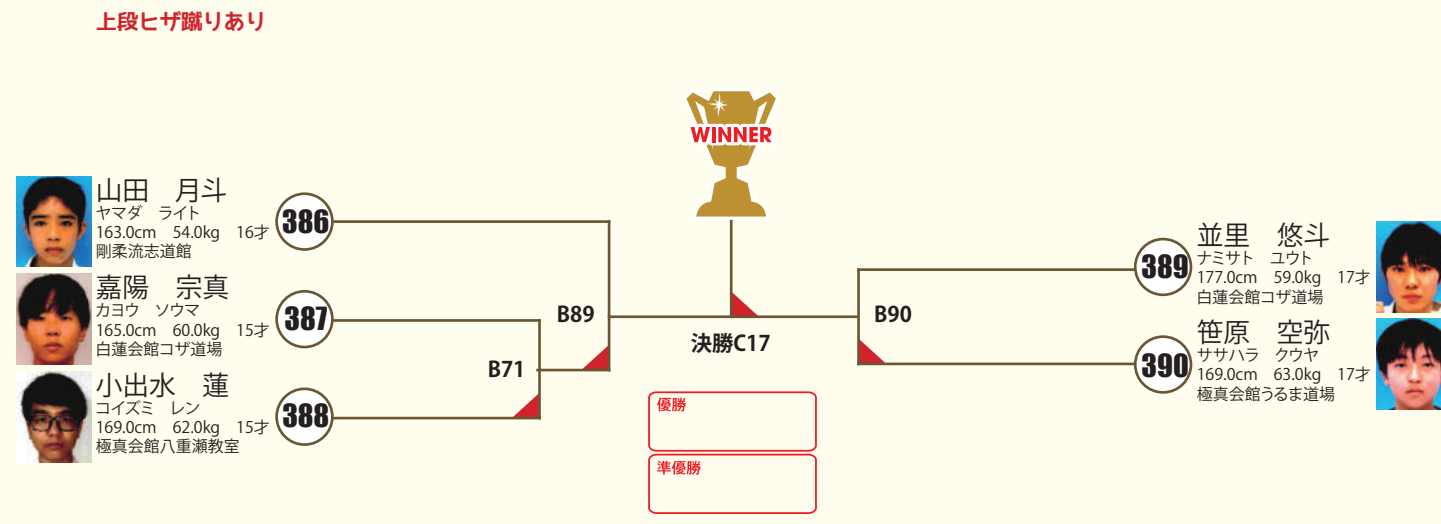 上段ヒザ蹴りあり
WINNER
山田　月斗
ヤマダ　ライト
163.0cm　54.0kg　16才
剛柔流志道館
386
嘉陽　宗真
カヨウ　ソウマ
165.0cm　60.0kg　15才
白蓮会館コザ道場
387
小出水　蓮
コイズミ　レン
169.0cm　62.0kg　15才
極真会館八重瀬教室
388
B71
B89
決勝C17
B90
389
並里　悠斗
ナミサト　ユウト
177.0cm　59.0kg　17才
白蓮会館コザ道場
390
笹原　空弥
ササハラ　クウヤ
169.0cm　63.0kg　17才
極真会館うるま道場
優勝
準優勝